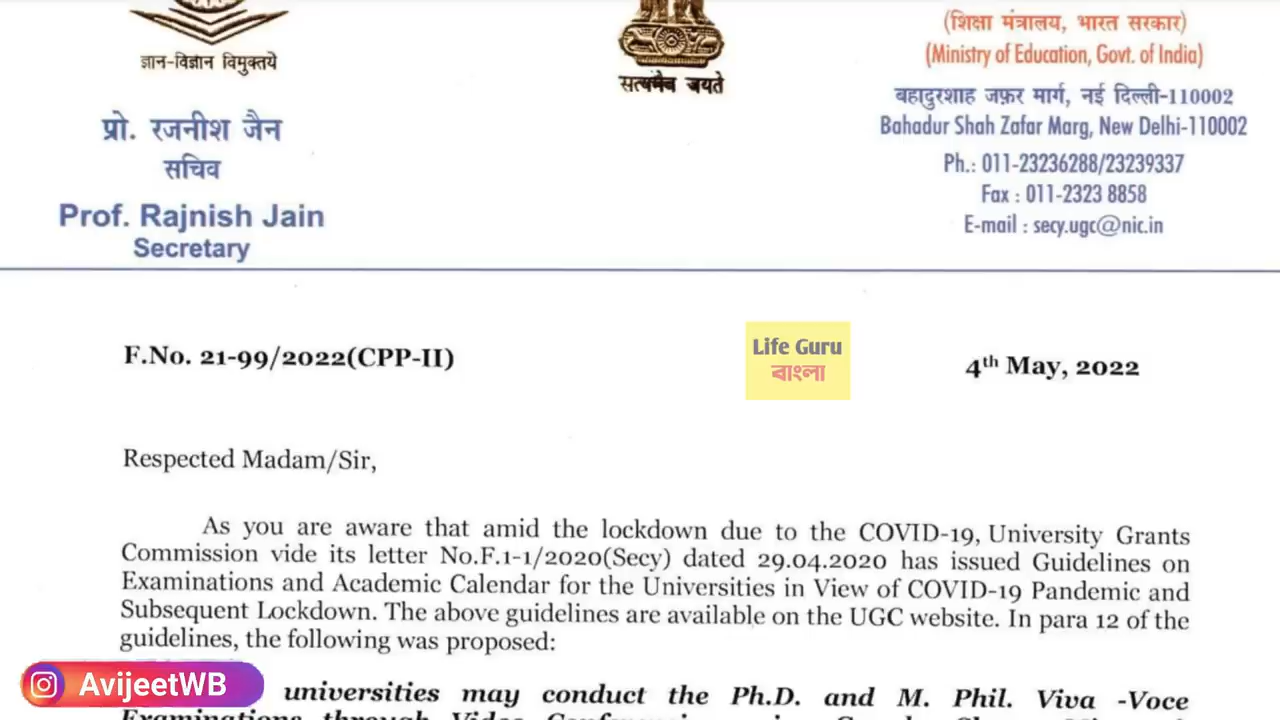 ज्ञान-विज्ञान विमुक्तये
सत्यमेव जयते
(शिक्षा मंत्रालय, भारत सरकार)
(Ministry of Education, Govt. of India)
बहादुरशाह ज़फ़र मार्ग, नई दिल्ली-110002
Bahadur Shah Zafar Marg, New Delhi-110002
Ph.: 011-23236288/23239337
Fax : 011-2323 8858
E-mail : secy.ugc@nic.in
प्रो. रजनीश जैन
सचिव
Prof. Rajnish Jain
Secretary
F.No. 21-99/2022(CPP-II)
Life Guru
বাংলা
4th May, 2022
Respected Madam/Sir,
As you are aware that amid the lockdown due to the COVID-19, University Grants
Commission vide its letter No.F.1-1/2020(Secy) dated 29.04.2020 has issued Guidelines on
Examinations and Academic Calendar for the Universities in View of COVID-19 Pandemic and
Subsequent Lockdown. The above guidelines are available on the UGC website. In para 12 of the
guidelines, the following was proposed:
universities may conduct the Ph.D. and M. Phil. Viva -Voce
Examinations through Video
AvijeetWB